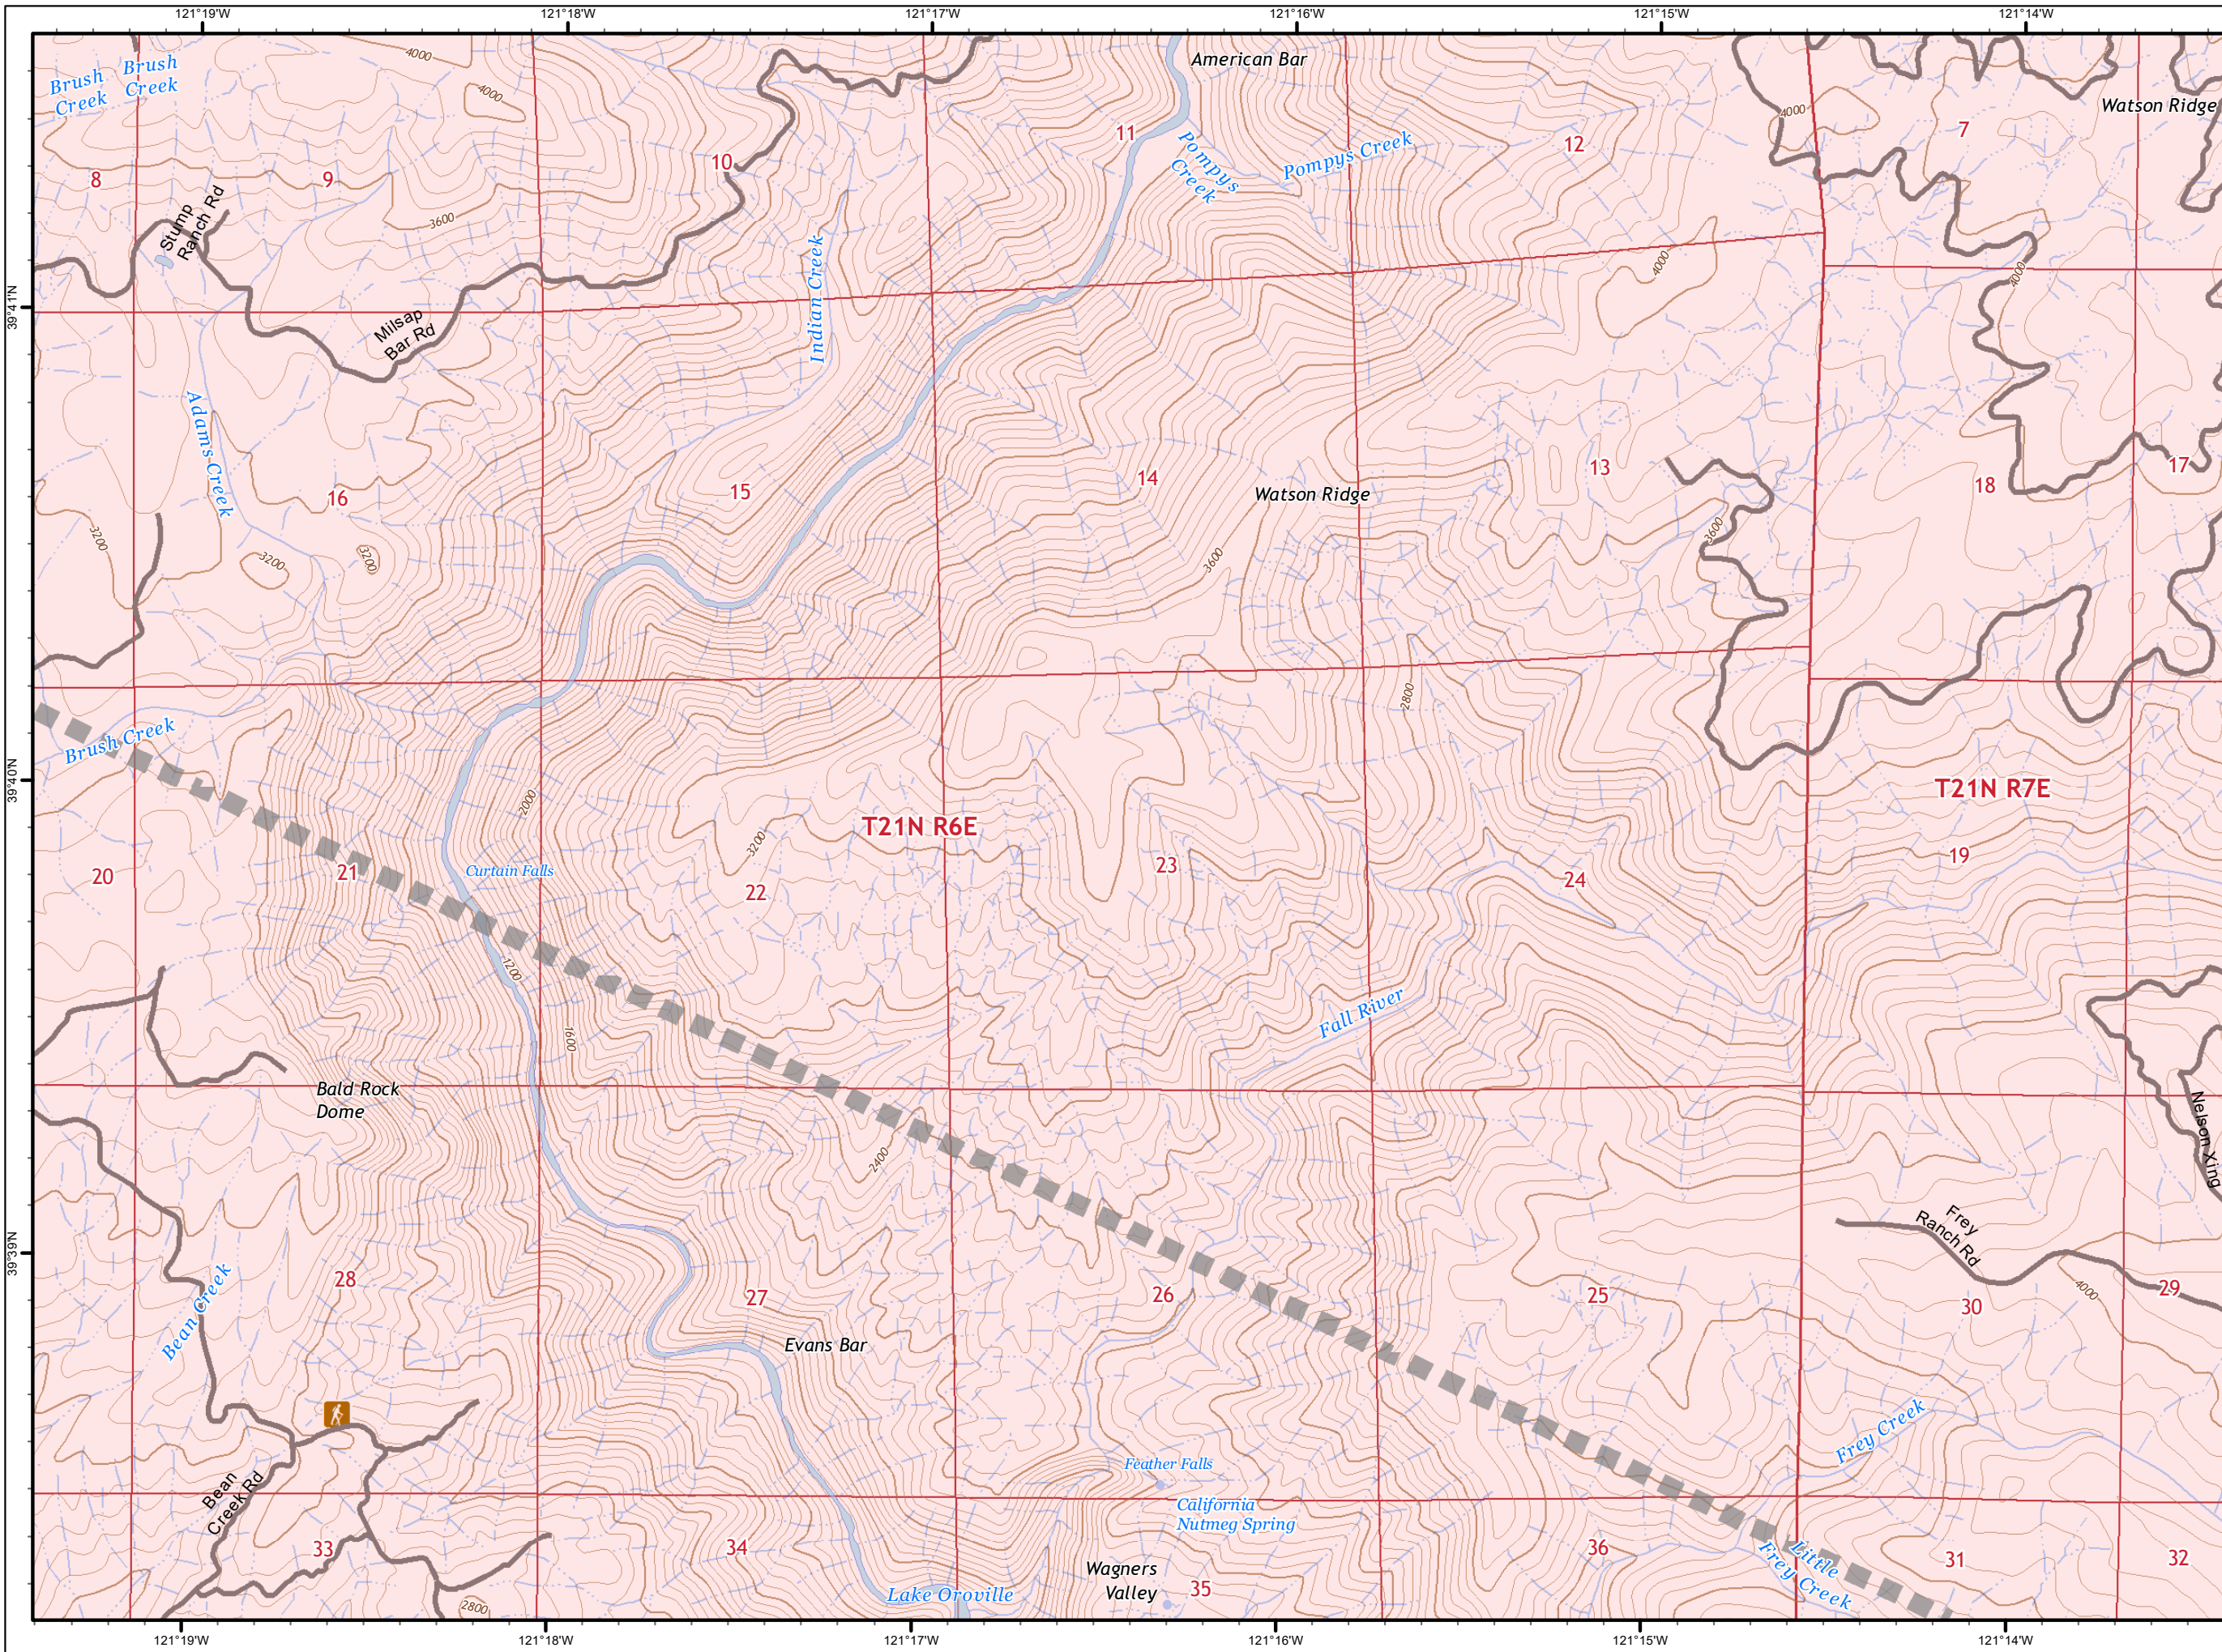 121°19'W
121°18'W
121°17'W
121°16'W
121°15'W
121°14'W
American Bar
4000
Brush
Creek
Brush
Creek
4000
4000
Watson Ridge
11
Pompys
Creek
Pompys Creek
12
7
10
8
9
3600
Stump
Ranch Rd
Indian Creek
4000
4000
39°41'N
Milsap
Bar Rd
Adams Creek
16
15
14
Watson Ridge
13
18
17
3200
3200
3200
3600
3600
2800
Brush Creek
39°40'N
2000
3200
T21N R6E
T21N R7E
20
21
Curtain Falls
22
23
24
19
1200
1600
Fall River
Bald Rock
Dome
2400
Nelson Xing
Frey
Ranch Rd
39°39'N
28
27
26
25
30
4000
29
Bean Creek
Evans Bar
Frey Creek
Feather Falls
Bean
Creek Rd
California
Nutmeg Spring
33
34
Wagners
Valley
35
36
Little
Frey Creek
31
32
2800
Lake Oroville
121°19'W
121°18'W
121°17'W
121°16'W
121°15'W
121°14'W